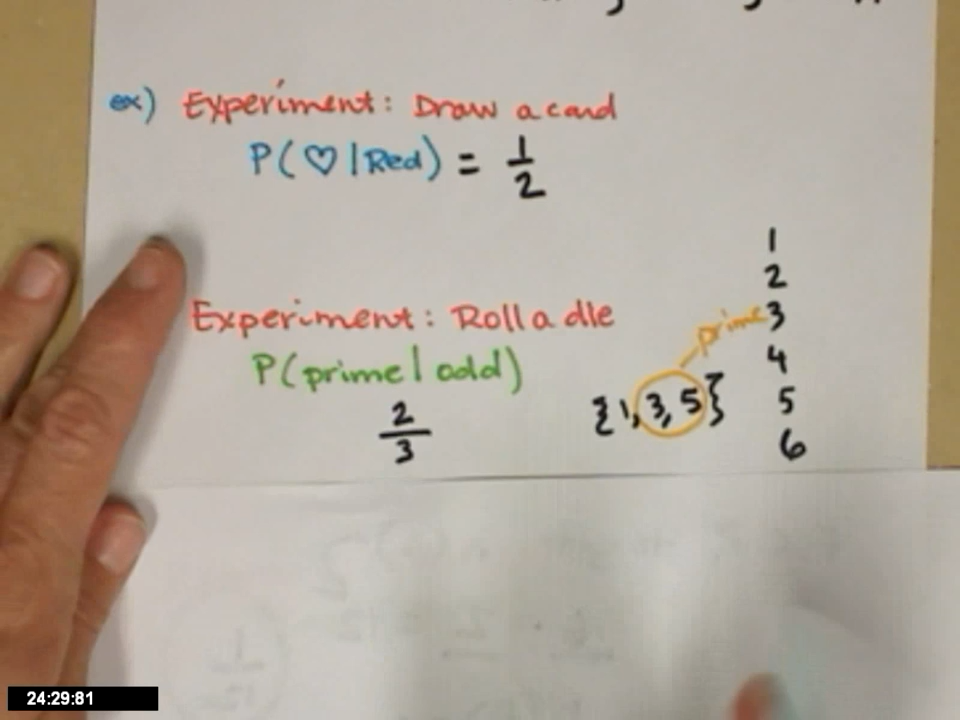 ex) Experiment: Draw a card
P(♡|Red) = 1/2
Experiment: Roll a die
P(prime|odd)
2/3
{1, 3, 5}
prime
1
2
3
4
5
6
24:29:81